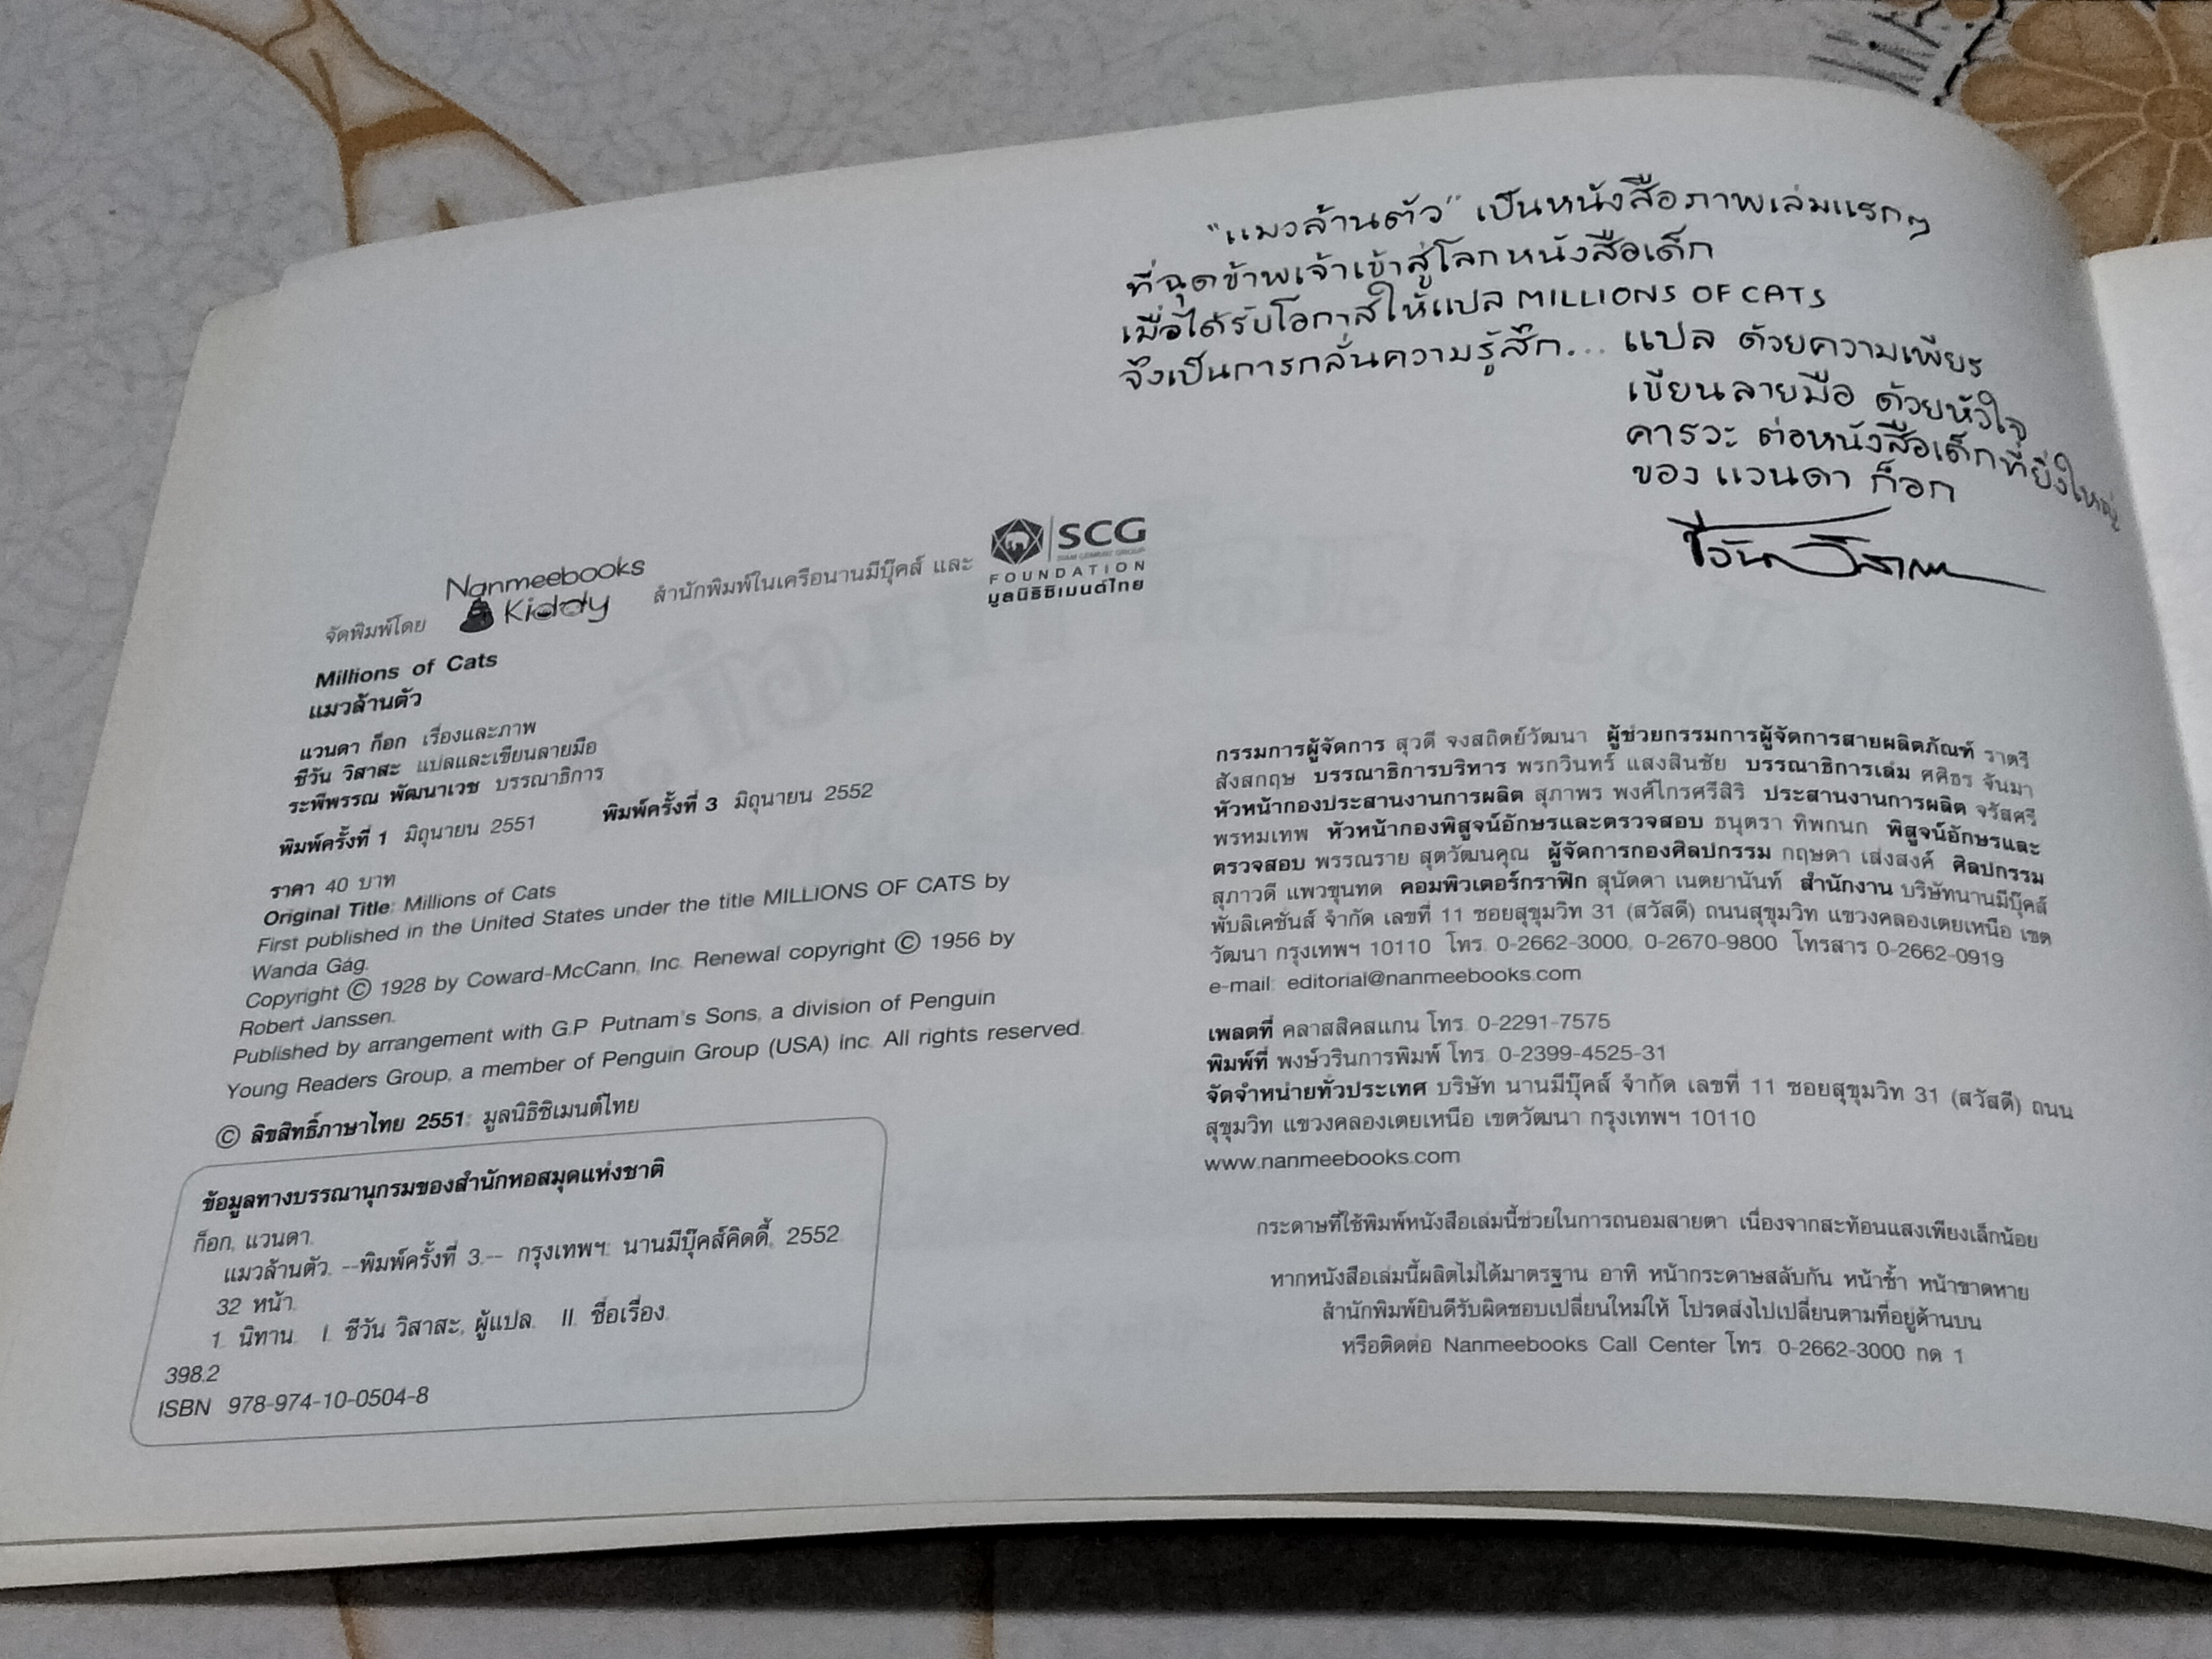 "แมวล้านตัว" เป็นหนังสือภาพเล่มแรกๆ
ที่ฉุดข้าพเจ้าเข้าสู่โลกหนังสือเด็ก
เมื่อได้รับโอกาสให้แปล MILLIONS OF CATS
จึงเป็นการกลั่นความรู้สึก... แปล ด้วยความเพียร
เขียนลายมือ ด้วยหัวใจ
คารวะ ต่อหนังสือเด็กที่ยิ่งใหญ่
ของ แวนดา ก็อก
ชีวัน วิสาสะ
จัดพิมพ์โดย Nanmeebooks Kiddy สำนักพิมพ์ในเครือนานมีบุ๊คส์ และ SCG
SIAM CEMENT GROUP
FOUNDATION
มูลนิธิซิเมนต์ไทย
Millions of Cats
แมวล้านตัว
แวนดา ก็อก เรื่องและภาพ
ชีวัน วิสาสะ แปลและเขียนลายมือ
ระพีพรรณ พัฒนาเวช บรรณาธิการ
พิมพ์ครั้งที่ 1 มิถุนายน 2551 พิมพ์ครั้งที่ 3 มิถุนายน 2552
ราคา 40 บาท
Original Title: Millions of Cats
First published in the United States under the title MILLIONS OF CATS by
Wanda Gág.
Copyright © 1928 by Coward-McCann, Inc. Renewal copyright © 1956 by
Robert Janssen.
Published by arrangement with G.P. Putnam's Sons, a division of Penguin
Young Readers Group, a member of Penguin Group (USA) Inc. All rights reserved.
© ลิขสิทธิ์ภาษาไทย 2551: มูลนิธิซิเมนต์ไทย
ข้อมูลทางบรรณานุกรมของสำนักหอสมุดแห่งชาติ
ก็อก, แวนดา.
แมวล้านตัว. --พิมพ์ครั้งที่ 3.-- กรุงเทพฯ: นานมีบุ๊คส์คิดดี้, 2552.
32 หน้า.
1. นิทาน. I. ชีวัน วิสาสะ, ผู้แปล. II. ชื่อเรื่อง.
398.2
ISBN 978-974-10-0504-8
กรรมการผู้จัดการ สุวดี จงสถิตย์วัฒนา ผู้ช่วยกรรมการผู้จัดการสายผลิตภัณฑ์ ราตรี
สังสกฤษ บรรณาธิการบริหาร พรกวินทร์ แสงสินชัย บรรณาธิการเล่ม ศศิธร จันมา
หัวหน้ากองประสานงานการผลิต สุภาพร พงศ์ไกรศรีสิริ ประสานงานการผลิต จรัสศรี
พรหมเทพ หัวหน้ากองพิสูจน์อักษรและตรวจสอบ ธนุตรา ทิพกนก พิสูจน์อักษรและ
ตรวจสอบ พรรณราย สุตวัฒนคุณ ผู้จัดการกองศิลปกรรม กฤษดา เส่งสงค์ ศิลปกรรม
สุภาวดี แพวขุนทด คอมพิวเตอร์กราฟิก สุนัดดา เนตยานันท์ สำนักงาน บริษัทนานมีบุ๊คส์
พับลิเคชั่นส์ จำกัด เลขที่ 11 ซอยสุขุมวิท 31 (สวัสดี) ถนนสุขุมวิท แขวงคลองเตยเหนือ เขต
วัฒนา กรุงเทพฯ 10110 โทร. 0-2662-3000, 0-2670-9800 โทรสาร 0-2662-0919
e-mail: editorial@nanmeebooks.com
เพลตที่ คลาสสิคสแกน โทร. 0-2291-7575
พิมพ์ที่ พงษ์วรินการพิมพ์ โทร. 0-2399-4525-31
จัดจำหน่ายทั่วประเทศ บริษัท นานมีบุ๊คส์ จำกัด เลขที่ 11 ซอยสุขุมวิท 31 (สวัสดี) ถนน
สุขุมวิท แขวงคลองเตยเหนือ เขตวัฒนา กรุงเทพฯ 10110
www.nanmeebooks.com
กระดาษที่ใช้พิมพ์หนังสือเล่มนี้ช่วยในการถนอมสายตา เนื่องจากสะท้อนแสงเพียงเล็กน้อย
หากหนังสือเล่มนี้ผลิตไม่ได้มาตรฐาน อาทิ หน้ากระดาษสลับกัน หน้าซ้ำ หน้าขาดหาย
สำนักพิมพ์ยินดีรับผิดชอบเปลี่ยนใหม่ให้ โปรดส่งไปเปลี่ยนตามที่อยู่ด้านบน
หรือติดต่อ Nanmeebooks Call Center โทร. 0-2662-3000 กด 1